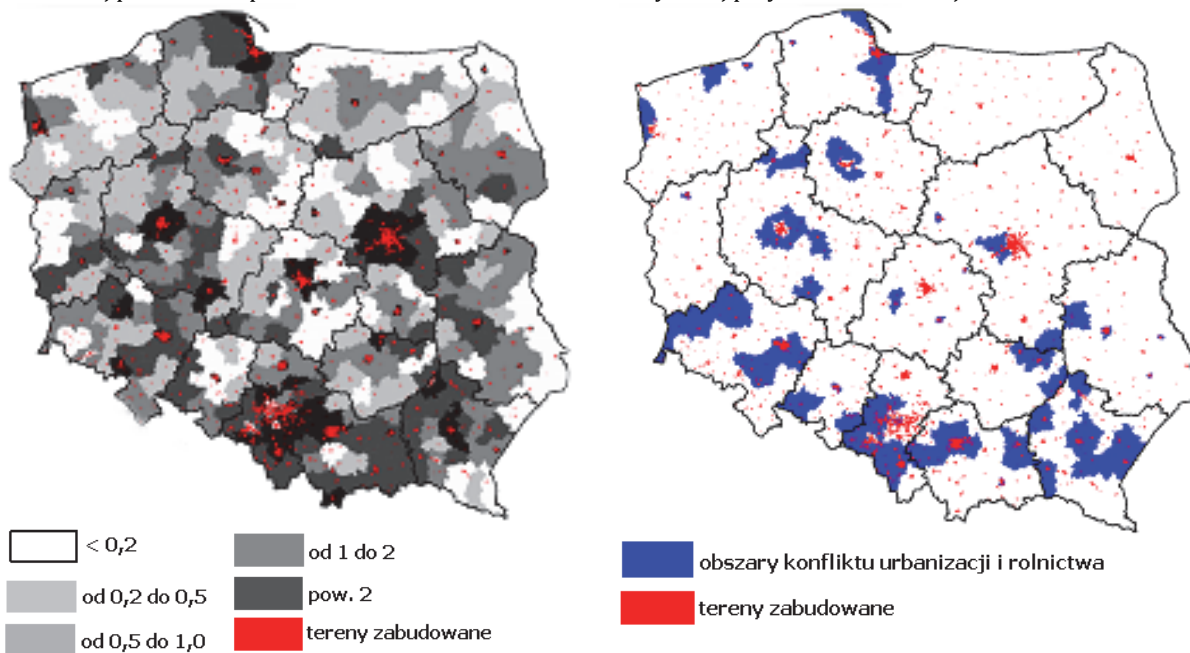 < 0,2
od 0,2 do 0,5
od 0,5 do 1,0
od 1 do 2
pow. 2
tereny zabudowane
obszary konfliktu urbanizacji i rolnictwa
tereny zabudowane